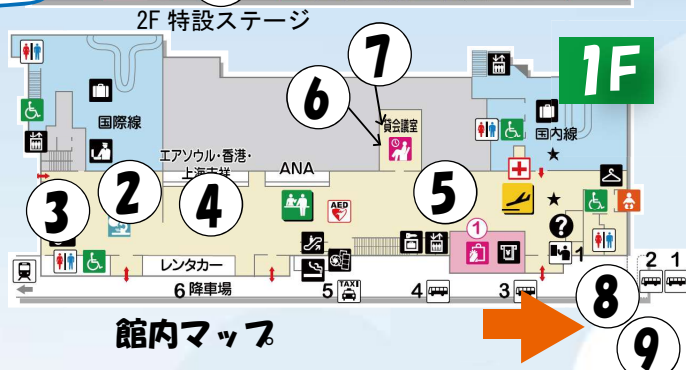 2F 特設ステージ
1F
7
6
貸会議室
国際線
国内線
エアソウル・香港・
上海吉祥
ANA
AED
3
2
4
5
1
?
1
レンタカー
6 降車場
5 TAXI
4
3
2 1
8
9
館内マップ